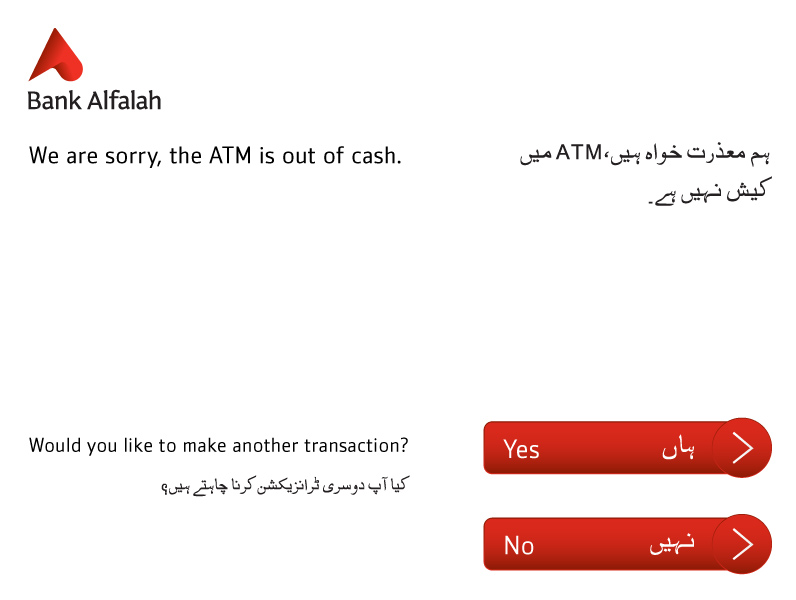 Bank Alfalah
We are sorry, the ATM is out of cash.
ہم معذرت خواہ ہیں،ATM میں
کیش نہیں ہے۔
Would you like to make another transaction?
کیا آپ دوسری ٹرانزیکشن کرنا چاہتے ہیں؟
Yes ہاں
No نہیں